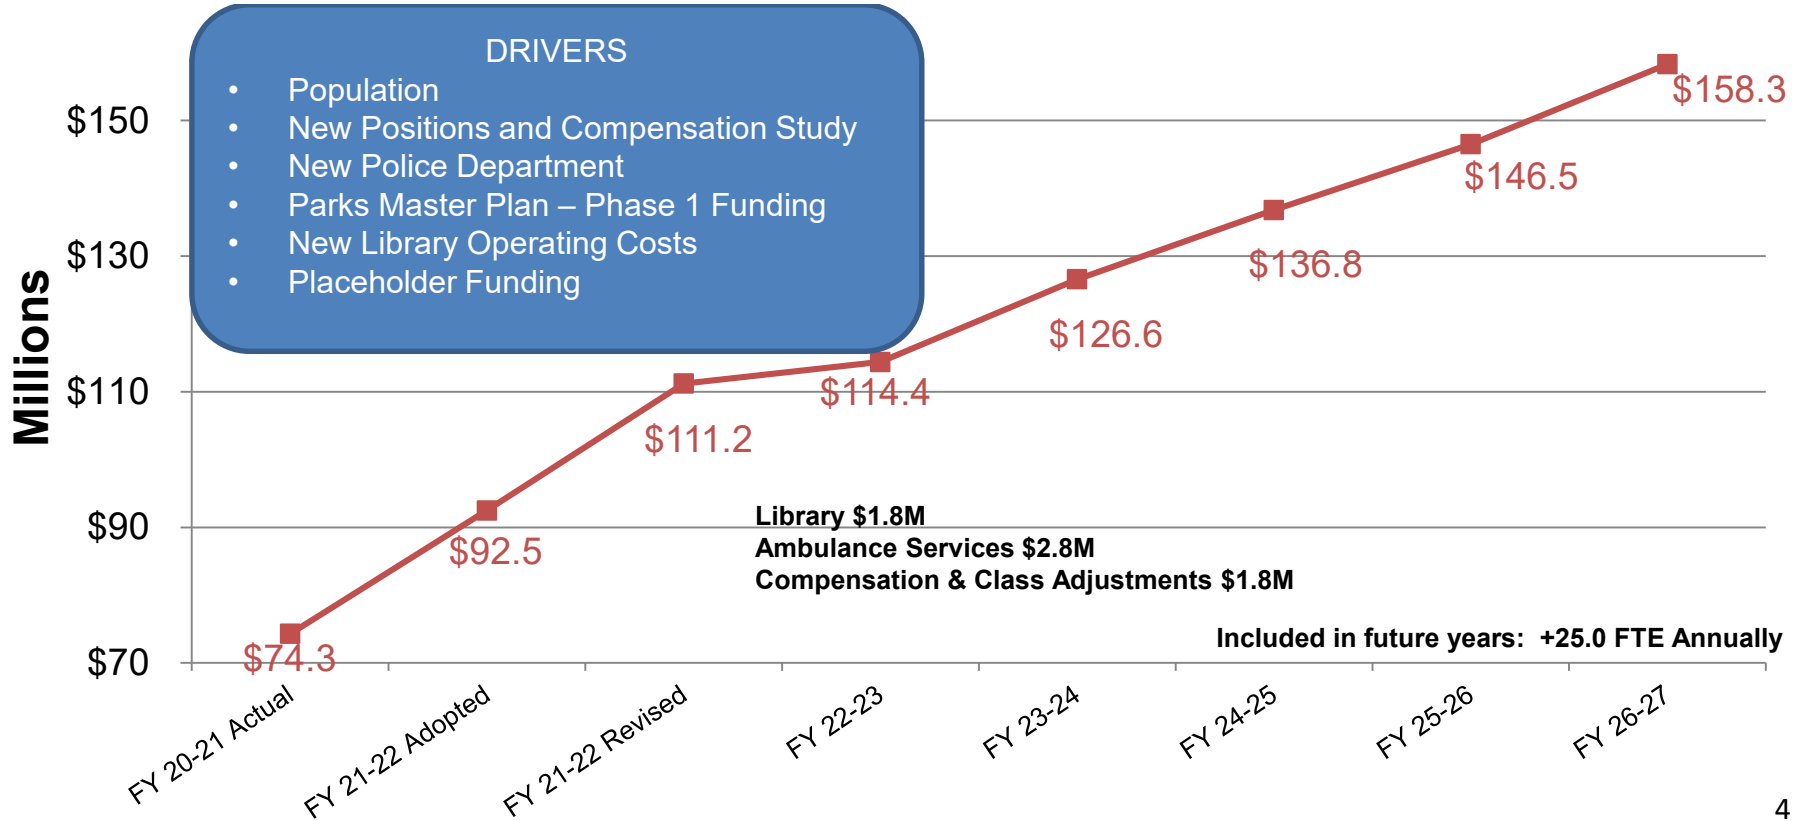 DRIVERS
• Population
• New Positions and Compensation Study
• New Police Department
• Parks Master Plan – Phase 1 Funding
• New Library Operating Costs
• Placeholder Funding
Millions
$150
$130
$110
$90
$70
$74.3
$92.5
$111.2
$114.4
$126.6
$136.8
$146.5
$158.3
Library $1.8M
Ambulance Services $2.8M
Compensation & Class Adjustments $1.8M
Included in future years:  +25.0 FTE Annually
FY 20-21 Actual
FY 21-22 Adopted
FY 21-22 Revised
FY 22-23
FY 23-24
FY 24-25
FY 25-26
FY 26-27
4